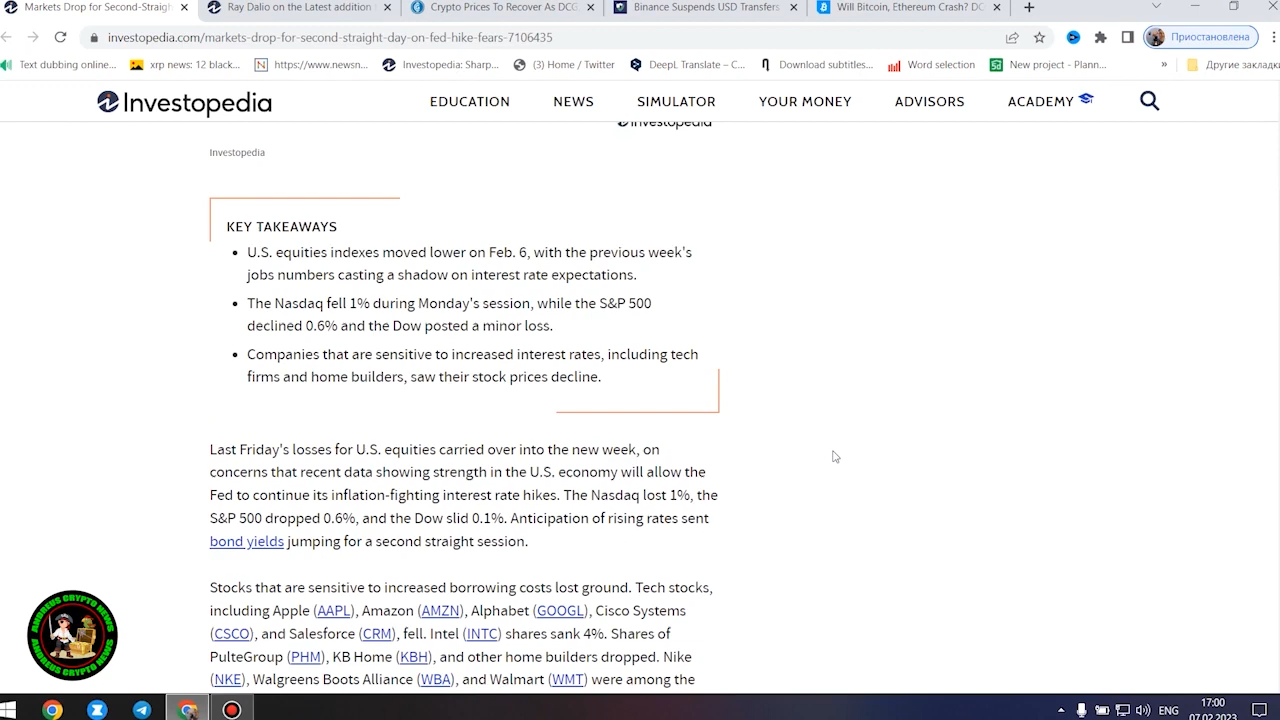 Markets Drop for Second-Straigh
Ray Dalio on the Latest addition
Crypto Prices To Recover As DCG
Binance Suspends USD Transfers
Will Bitcoin, Ethereum Crash? DC
investopedia.com/markets-drop-for-second-straight-day-on-fed-hike-fears-7106435
Приостановлена
Text dubbing online...
xrp news: 12 black...
https://www.newsn...
Investopedia: Sharp...
(3) Home / Twitter
DeepL Translate – C...
Download subtitles...
Word selection
New project - Plann...
»
Другие закладки
Investopedia
EDUCATION
NEWS
SIMULATOR
YOUR MONEY
ADVISORS
ACADEMY
Investopedia
Investopedia
KEY TAKEAWAYS
• U.S. equities indexes moved lower on Feb. 6, with the previous week's
jobs numbers casting a shadow on interest rate expectations.
• The Nasdaq fell 1% during Monday's session, while the S&P 500
declined 0.6% and the Dow posted a minor loss.
• Companies that are sensitive to increased interest rates, including tech
firms and home builders, saw their stock prices decline.
Last Friday's losses for U.S. equities carried over into the new week, on
concerns that recent data showing strength in the U.S. economy will allow the
Fed to continue its inflation-fighting interest rate hikes. The Nasdaq lost 1%, the
S&P 500 dropped 0.6%, and the Dow slid 0.1%. Anticipation of rising rates sent
bond yields jumping for a second straight session.
Stocks that are sensitive to increased borrowing costs lost ground. Tech stocks,
including Apple (AAPL), Amazon (AMZN), Alphabet (GOOGL), Cisco Systems
(CSCO), and Salesforce (CRM), fell. Intel (INTC) shares sank 4%. Shares of
PulteGroup (PHM), KB Home (KBH), and other home builders dropped. Nike
(NKE), Walgreens Boots Alliance (WBA), and Walmart (WMT) were among the
ANDREUS CRYPTO NEWS
ANDREUS CRYPTO NEWS
ENG
17:00
07.02.2023